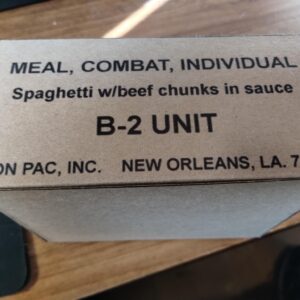 MEAL, COMBAT, INDIVIDUAL
Spaghetti w/beef chunks in sauce
B-2 UNIT
ON PAC, INC. NEW ORLEANS, LA. 7